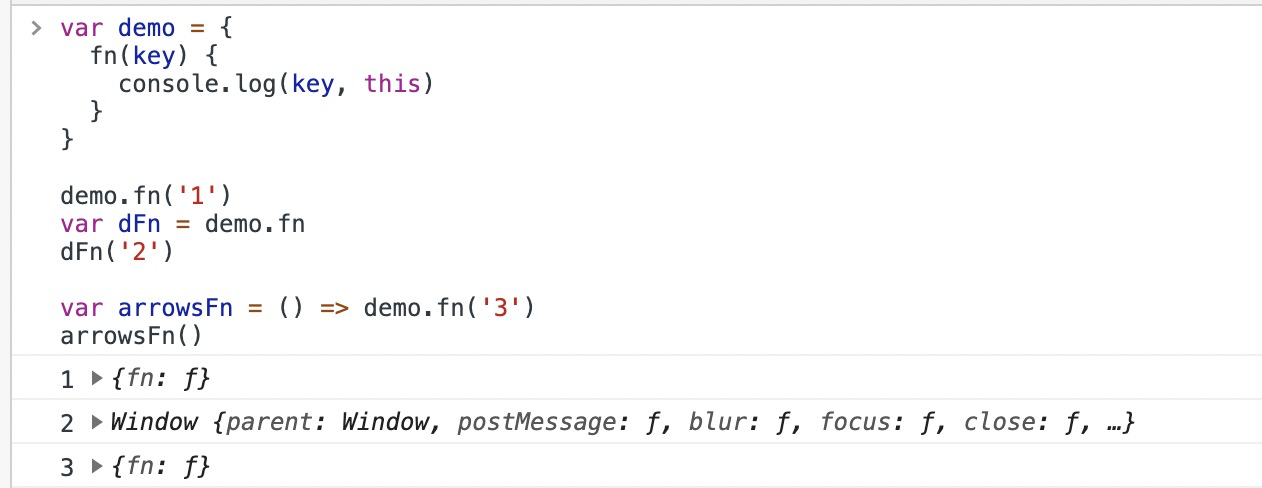 > var demo = {
fn(key) {
console.log(key, this)
}
}
demo.fn('1')
var dFn = demo.fn
dFn('2')
var arrowsFn = () => demo.fn('3')
arrowsFn()
1 ▶ {fn: ƒ}
2 ▶ Window {parent: Window, postMessage: ƒ, blur: ƒ, focus: ƒ, close: ƒ, …}
3 ▶ {fn: ƒ}